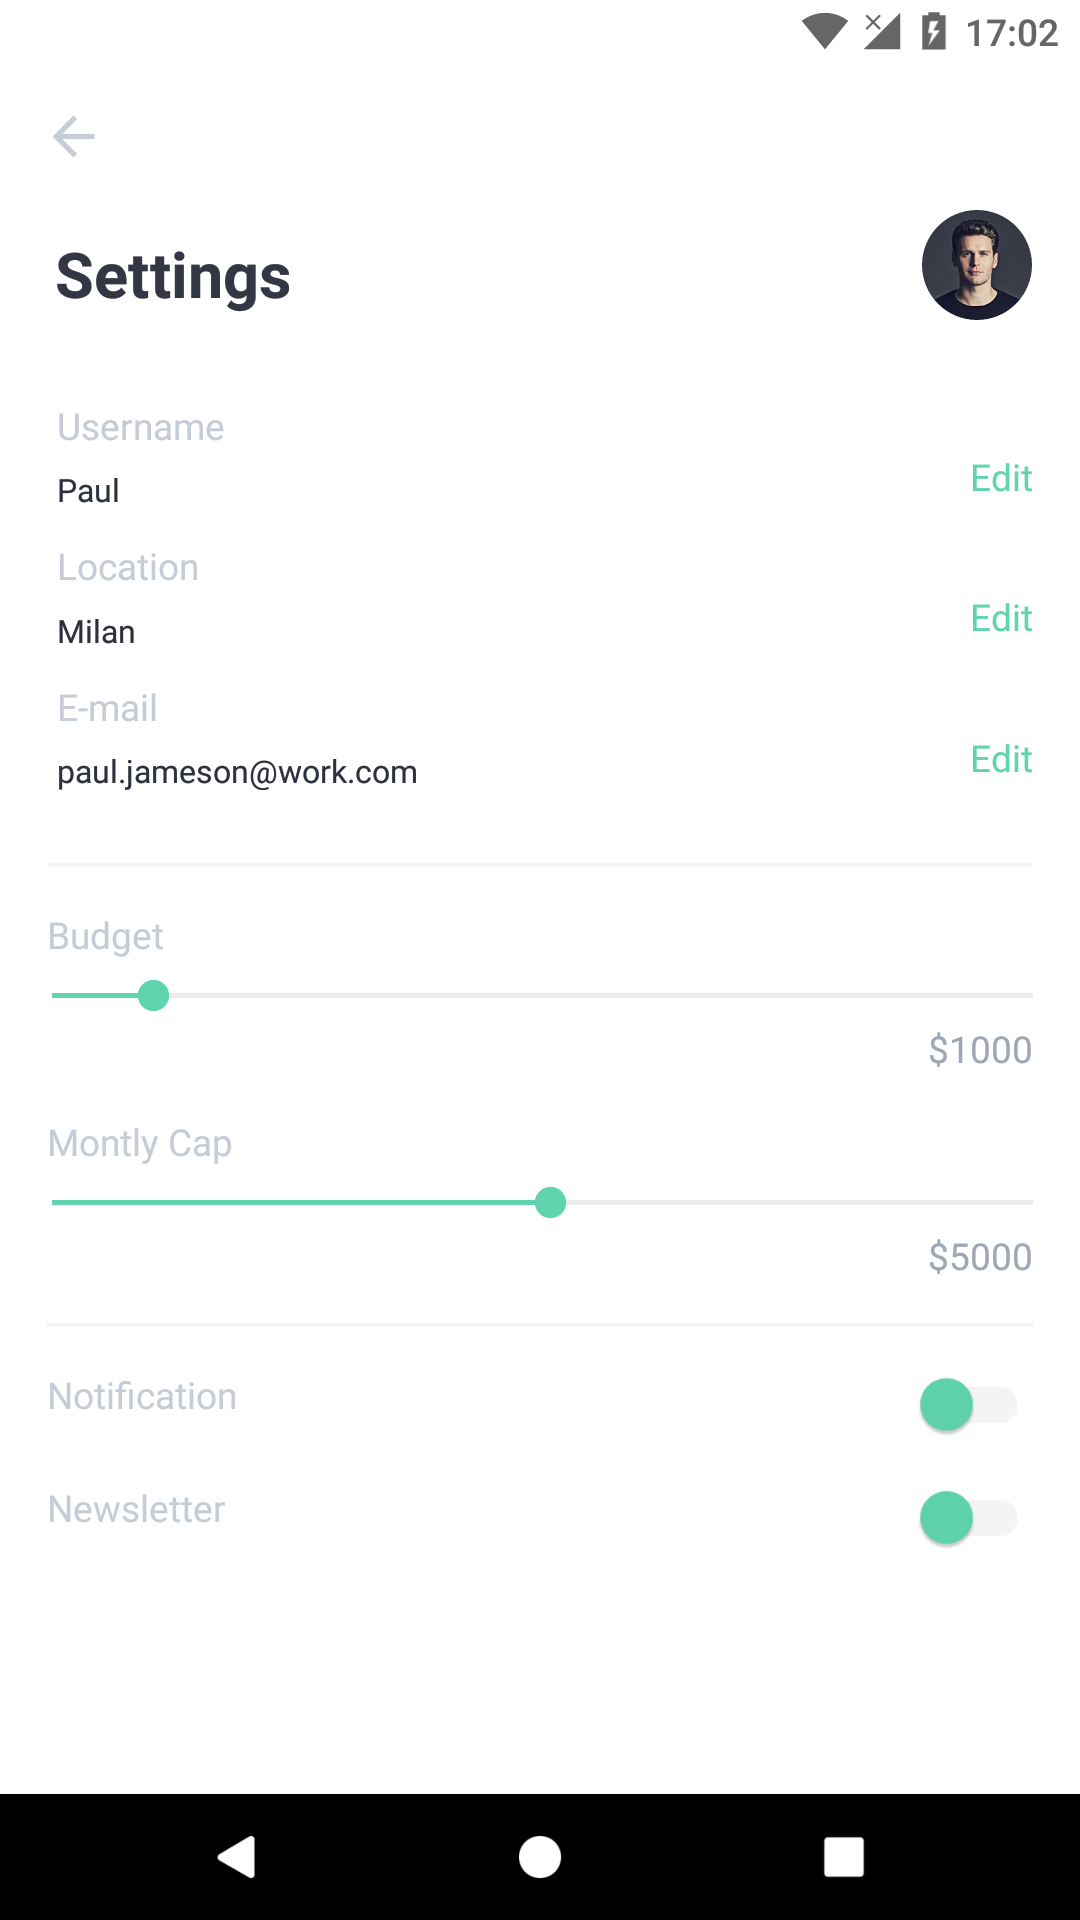 17:02
Settings
Username
Paul
Edit
Location
Milan
Edit
E-mail
paul.jameson@work.com
Edit
Budget
$1000
Montly Cap
$5000
Notification
Newsletter